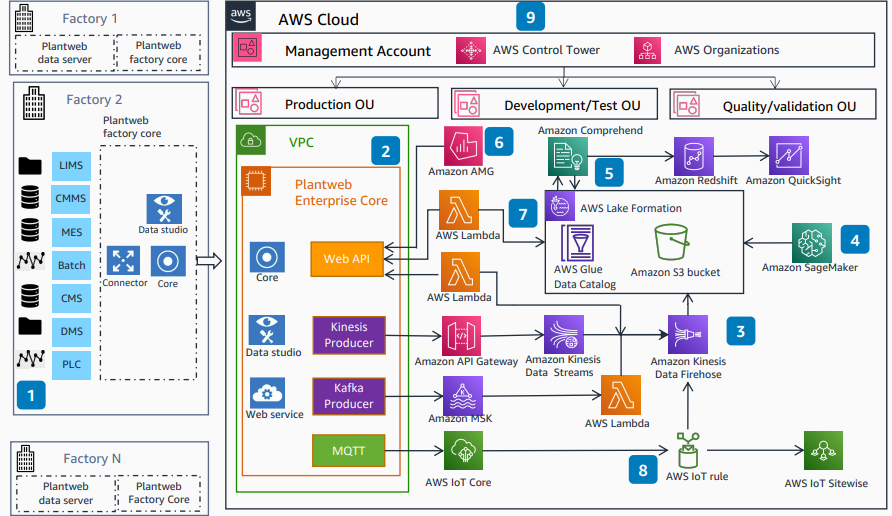 Factory 1
Plantweb
data server
Plantweb
factory core
Factory 2
Plantweb
factory core
LIMS
CMMS
MES
Batch
CMS
DMS
PLC
Data studio
Connector
Core
1
Factory N
Plantweb
data server
Plantweb
Factory Core
aws
AWS Cloud
9
Management Account
AWS Control Tower
AWS Organizations
Production OU
Development/Test OU
Quality/validation OU
VPC
2
Plantweb
Enterprise Core
Core
Web API
Data studio
Kinesis
Producer
Web service
Kafka
Producer
MQTT
6
Amazon AMG
7
AWS Lambda
AWS Lambda
Amazon Comprehend
5
Amazon Redshift
Amazon QuickSight
AWS Lake Formation
AWS Glue
Data Catalog
Amazon S3 bucket
4
Amazon SageMaker
Amazon API Gateway
Amazon Kinesis
Data Streams
3
Amazon Kinesis
Data Firehose
Amazon MSK
AWS Lambda
AWS IoT Core
8
AWS IoT rule
AWS IoT Sitewise